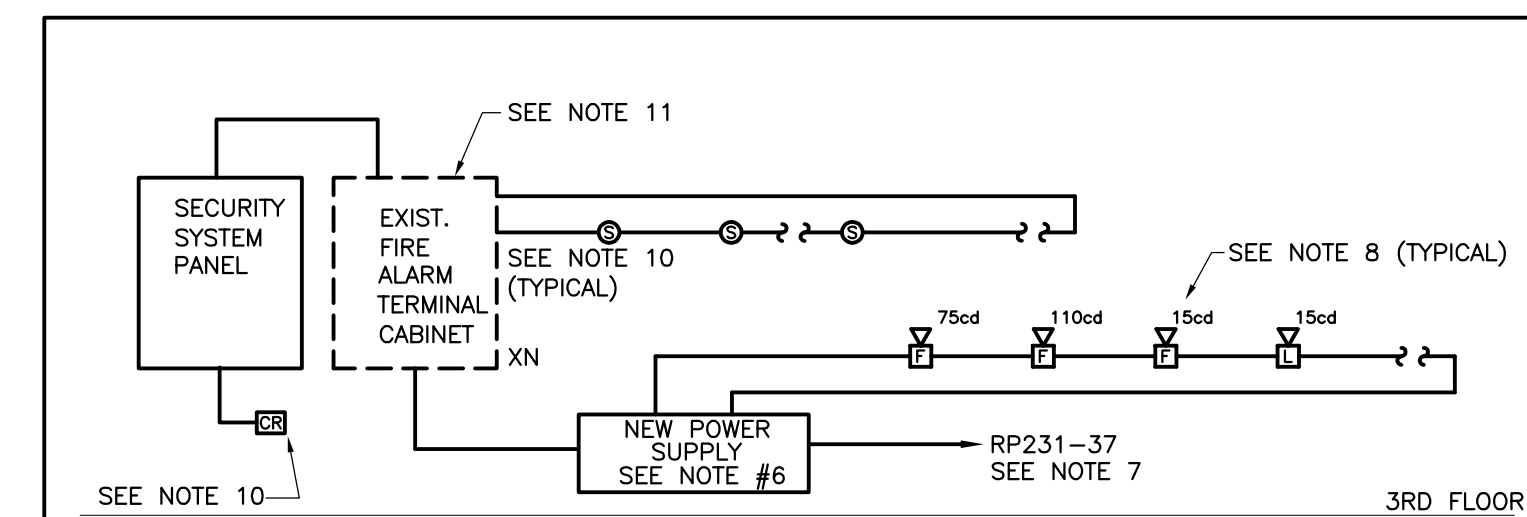 SEE NOTE 11
SECURITY
SYSTEM
PANEL
EXIST.
FIRE
ALARM
TERMINAL
CABINET
XN
S
S
S
SEE NOTE 10
(TYPICAL)
SEE NOTE 8 (TYPICAL)
75cd
110cd
15cd
15cd
F
F
F
L
CR
SEE NOTE 10
NEW POWER
SUPPLY
SEE NOTE #6
RP231-37
SEE NOTE 7
3RD FLOOR